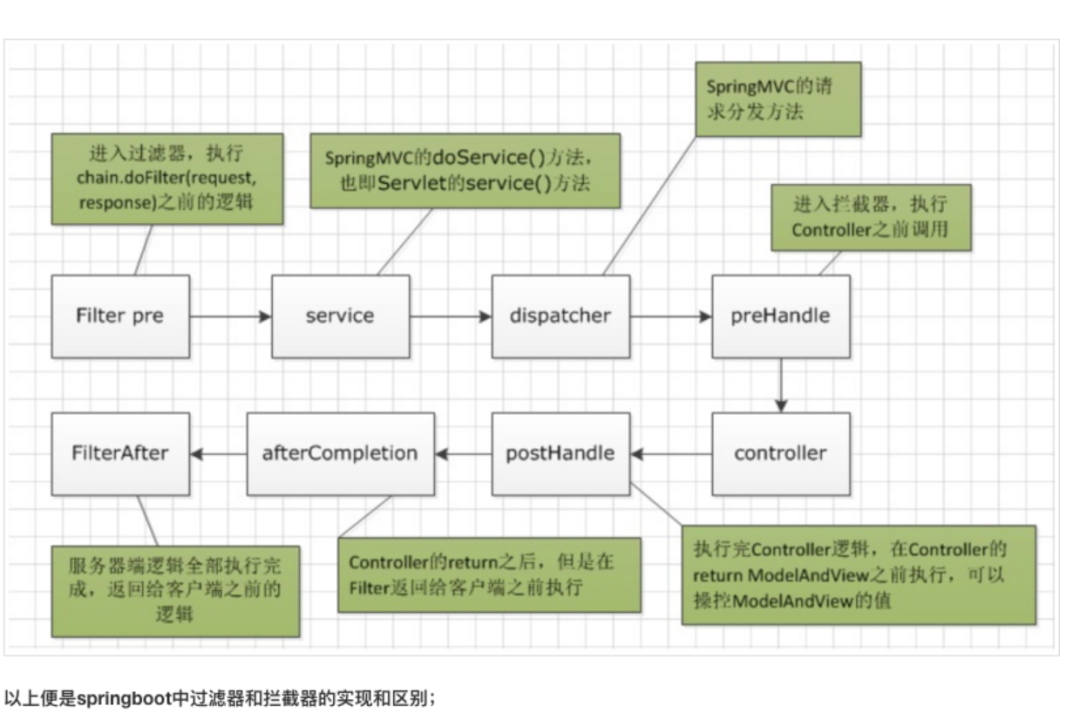 SpringMVC的请
求分发方法
进入过滤器，执行
chain.doFilter(request,
response)之前的逻辑
SpringMVC的doService()方法，
也即Servlet的service()方法
进入拦截器，执行
Controller之前调用
Filter pre
service
dispatcher
preHandle
FilterAfter
afterCompletion
postHandle
controller
服务器端逻辑全部执行完
成，返回给客户端之前的
逻辑
Controller的return之后，但是在
Filter返回给客户端之前执行
执行完Controller逻辑，在Controller的
return ModelAndView之前执行，可以
操控ModelAndView的值
以上便是springboot中过滤器和拦截器的实现和区别；